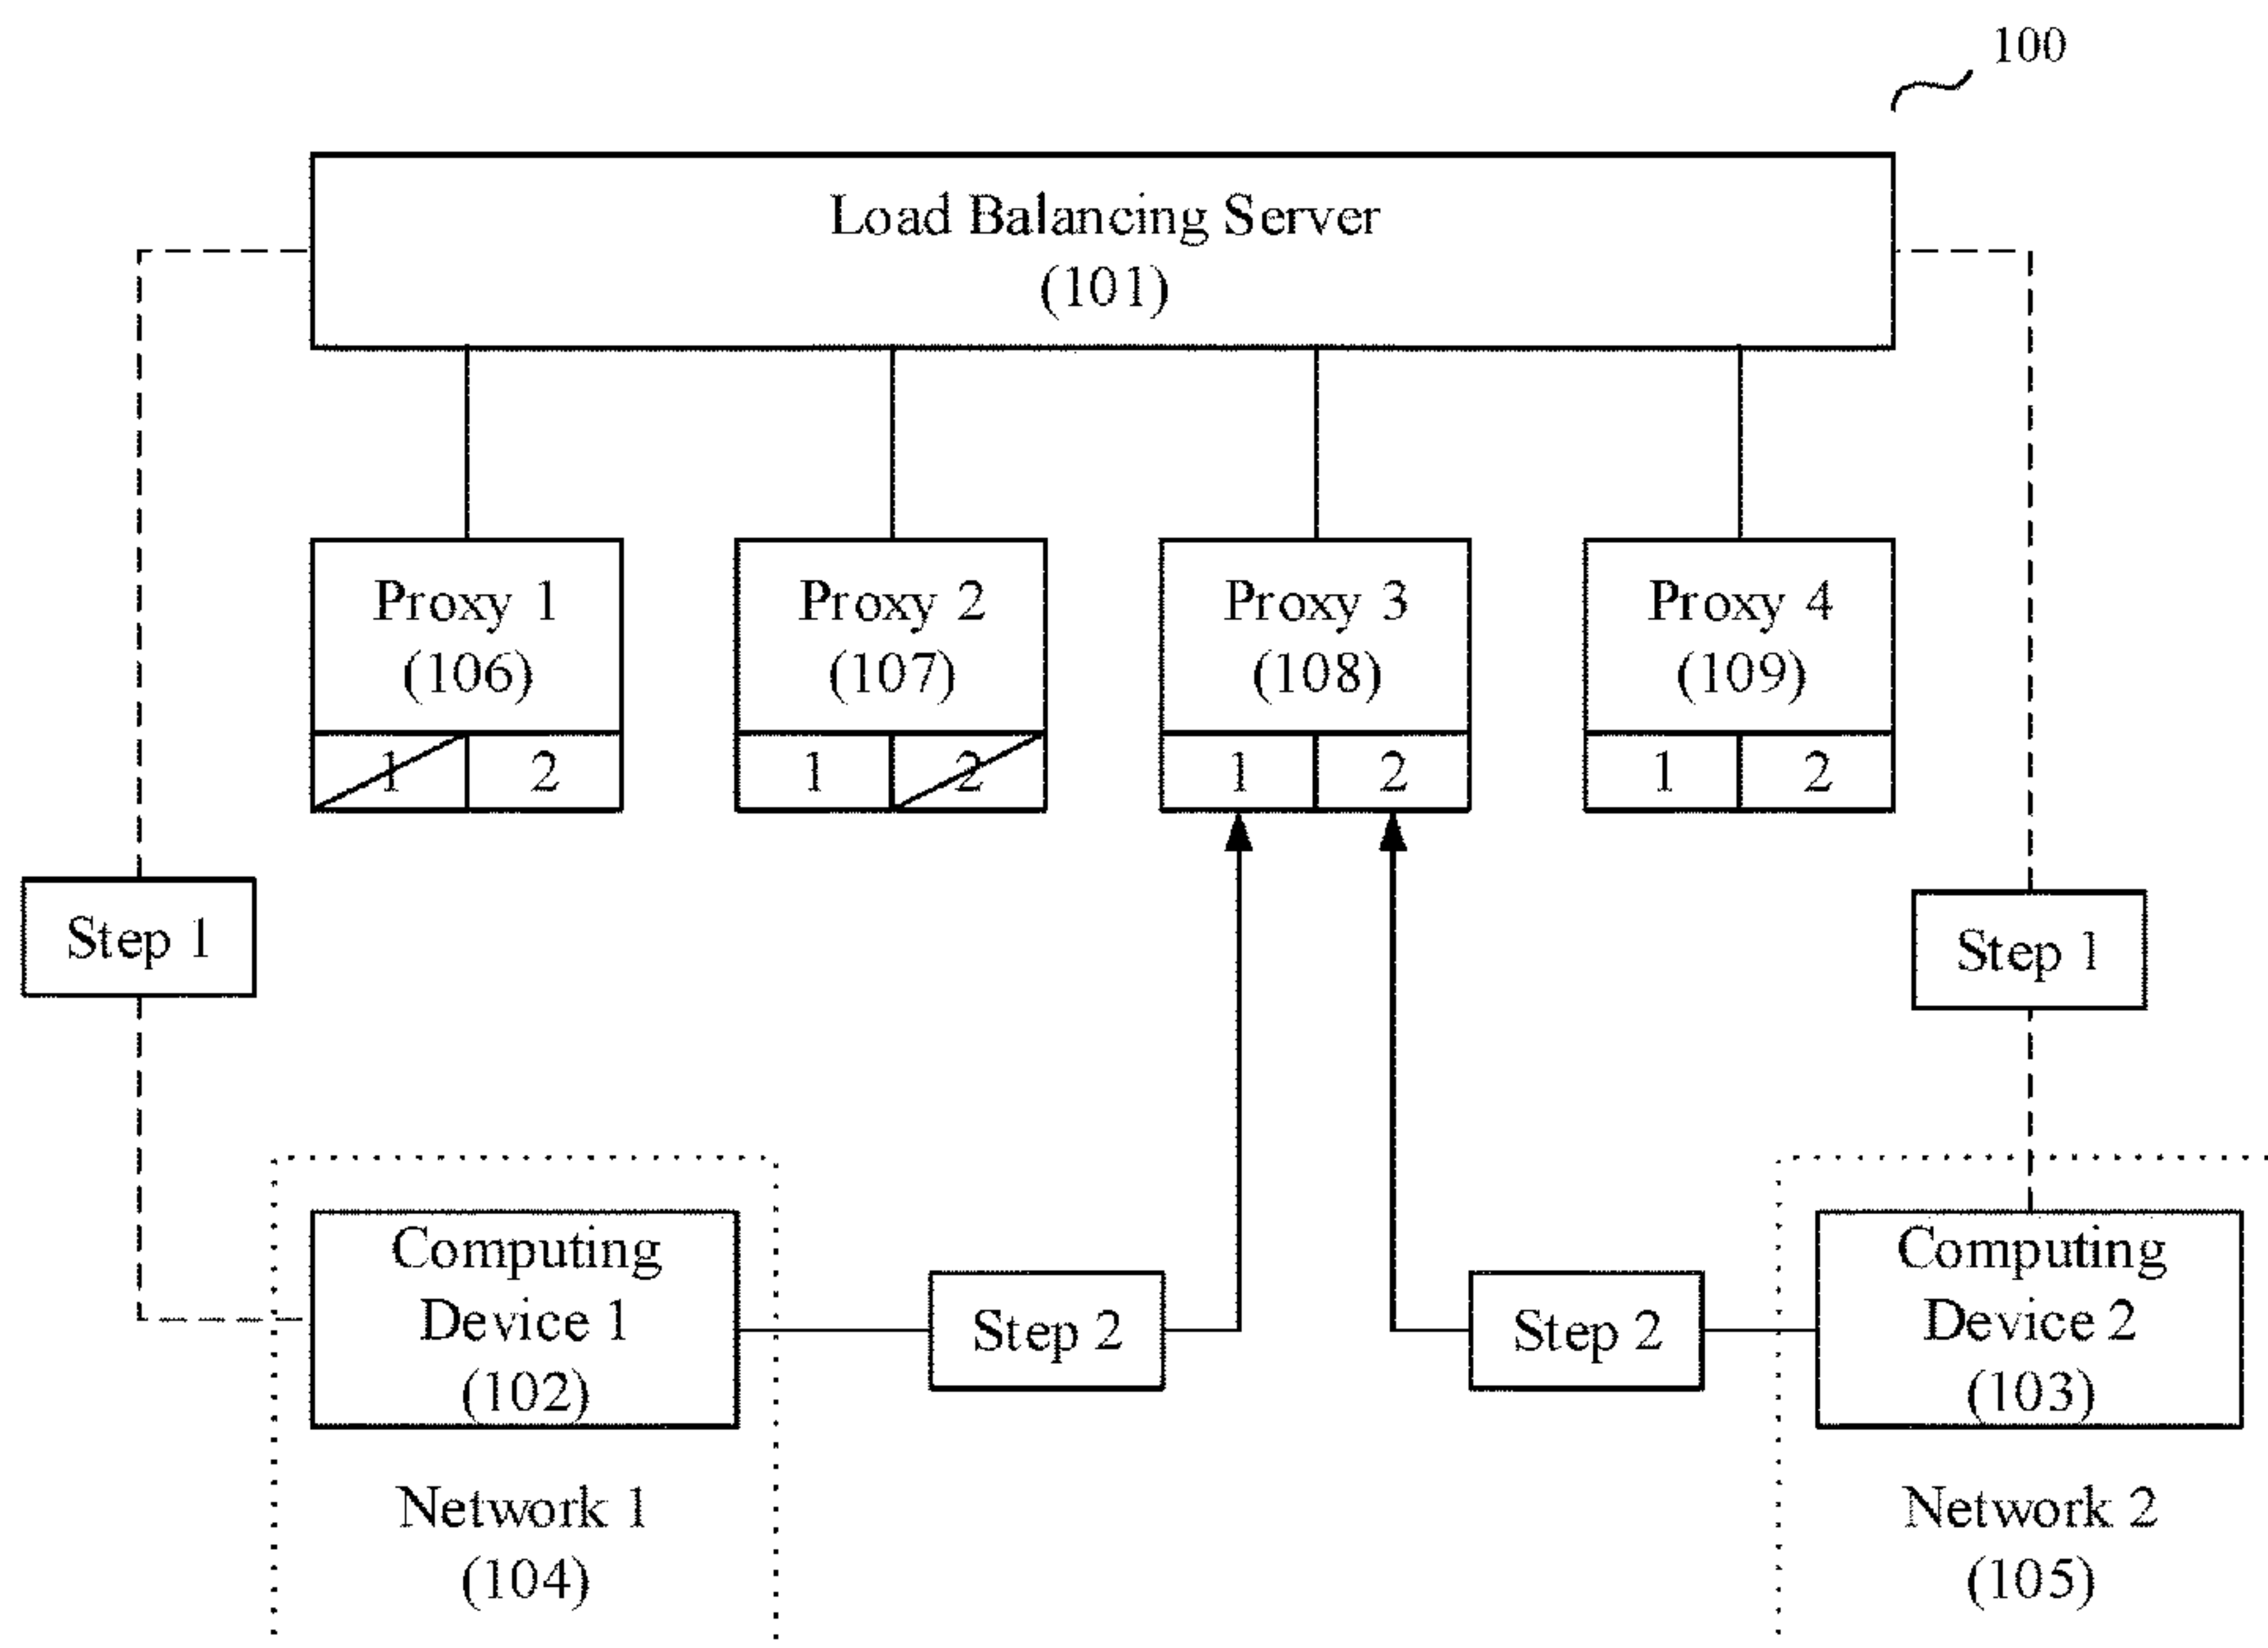 100
Load Balancing Server
(101)
Proxy 1
(106)
1 2
Proxy 2
(107)
1 2
Proxy 3
(108)
1 2
Proxy 4
(109)
1 2
Step 1
Step 1
Computing
Device 1
(102)
Step 2
Step 2
Computing
Device 2
(103)
Network 1
(104)
Network 2
(105)